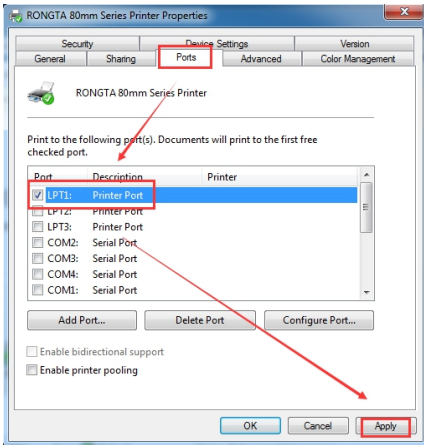 RONGTA 80mm Series Printer Properties
Security Device Settings Version
General Sharing Ports Advanced Color Management
RONGTA 80mm Series Printer
Print to the following port(s). Documents will print to the first free
checked port.
Port Description Printer
LPT1: Printer Port
LPT2: Printer Port
LPT3: Printer Port
COM2: Serial Port
COM3: Serial Port
COM4: Serial Port
COM1: Serial Port
Add Port... Delete Port Configure Port...
Enable bidirectional support
Enable printer pooling
OK Cancel Apply